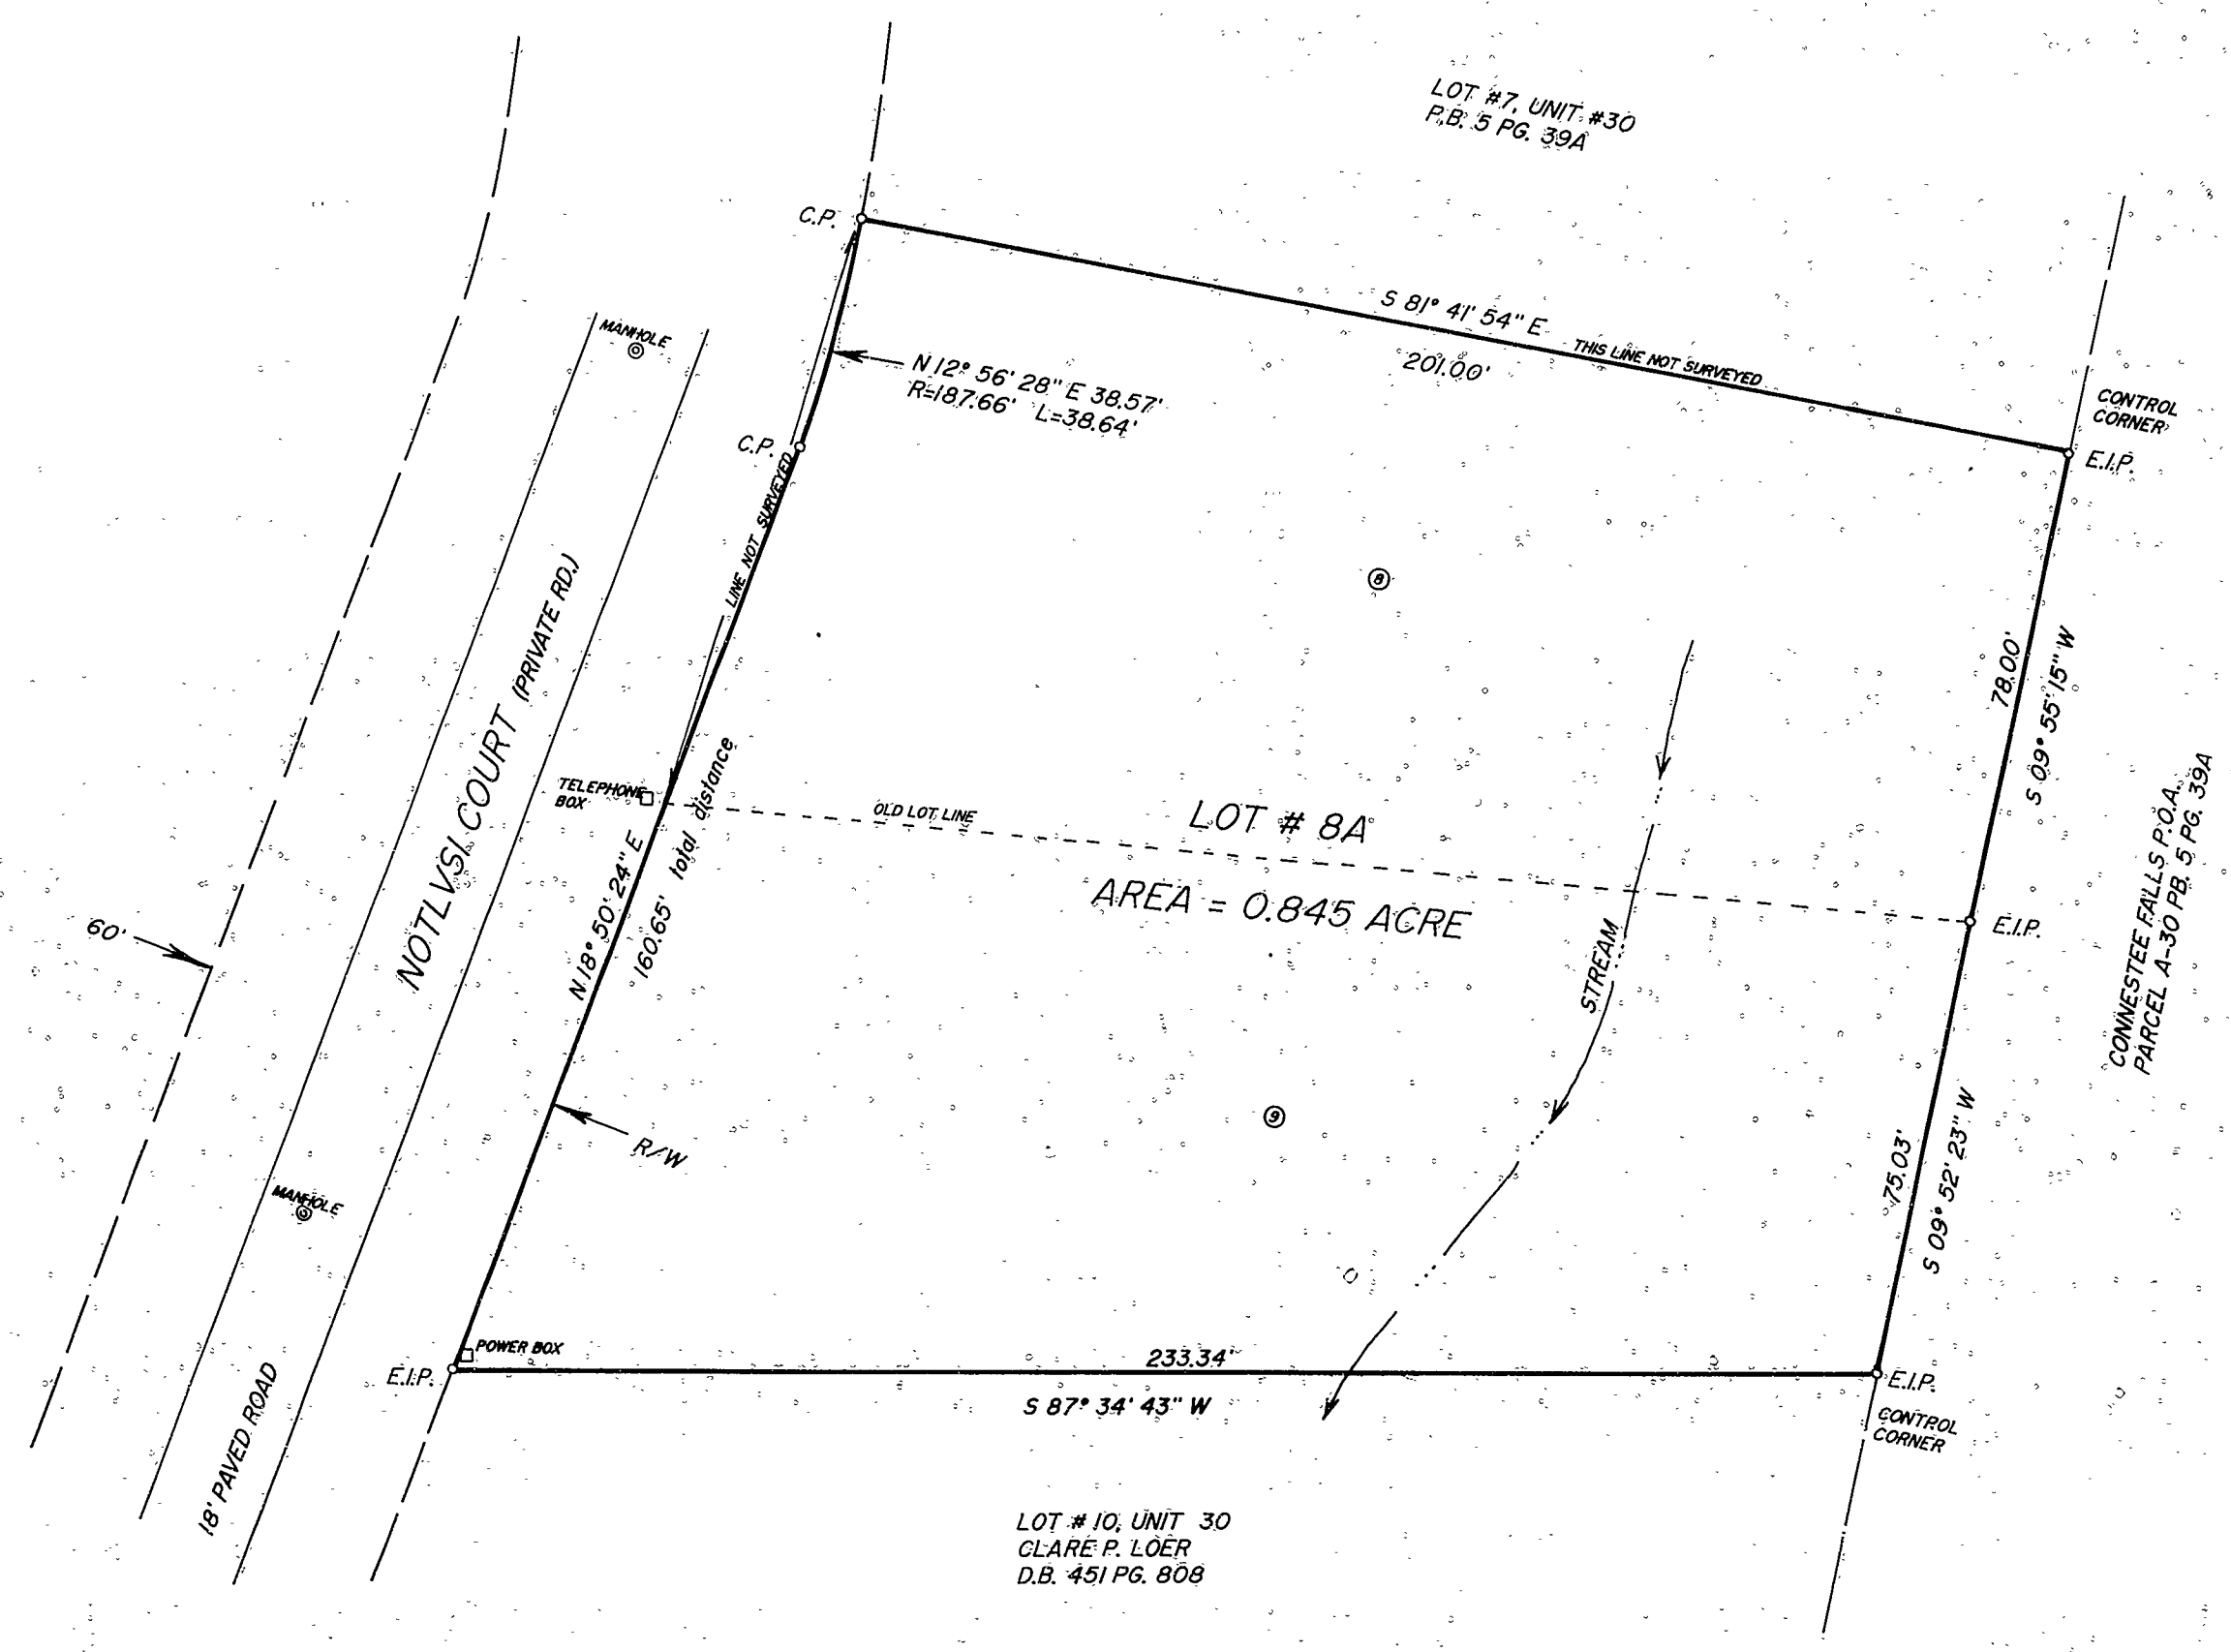 LOT #7, UNIT #30
P.B. 5 PG. 39A
C.P.
S 81° 41' 54" E
THIS LINE NOT SURVEYED
201.00'
MANHOLE
N 12° 56' 28" E 38.57'
R=187.66' L=38.64'
CONTROL
CORNER
E.I.P.
C.P.
LINE NOT SURVEYED
8
NOTLVSI COURT (PRIVATE RD.)
78.00'
S 09° 55' 15" W
TELEPHONE
BOX
OLD LOT LINE
LOT # 8A
AREA = 0.845 ACRE
N 18° 50' 24" E
160.65' total distance
60'
STREAM
E.I.P.
CONNESTEE FALLS P.O.A.
PARCEL A-30 PB. 5 PG. 39A
9
R/W
MANHOLE
75.03'
S 09° 52' 23" W
POWER BOX
E.I.P.
233.34'
S 87° 34' 43" W
E.I.P.
CONTROL
CORNER
18' PAVED ROAD
LOT # 10, UNIT 30
CLARE P. LOER
D.B. 451 PG. 808